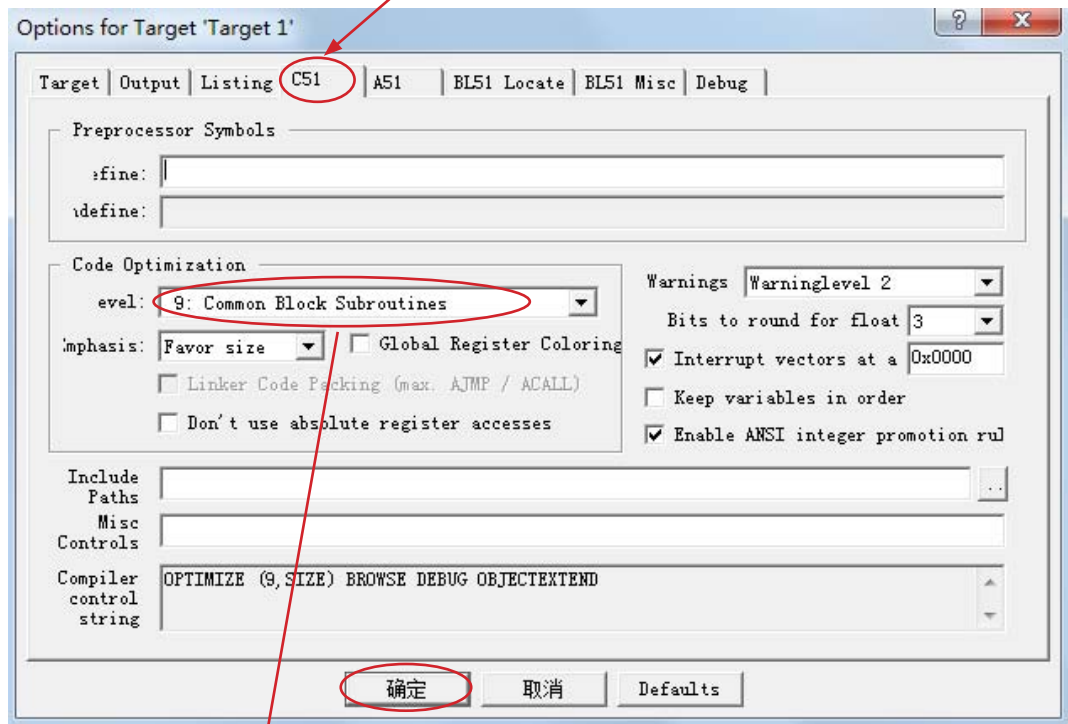 Options for Target 'Target 1'
Target Output Listing C51 A51 BL51 Locate BL51 Misc Debug
Preprocessor Symbols
efine:
define:
Code Optimization
evel: 9: Common Block Subroutines
mphasis: Favor size Global Register Coloring
Linker Code Packing (max. AJMP / ACALL)
Don't use absolute register accesses
Warnings Warninglevel 2
Bits to round for float 3
Interrupt vectors at a 0x0000
Keep variables in order
Enable ANSI integer promotion rul
Include Paths
..
Misc Controls
Compiler control string
OPTIMIZE (9,SIZE) BROWSE DEBUG OBJECTEXTEND
确定 取消 Defaults